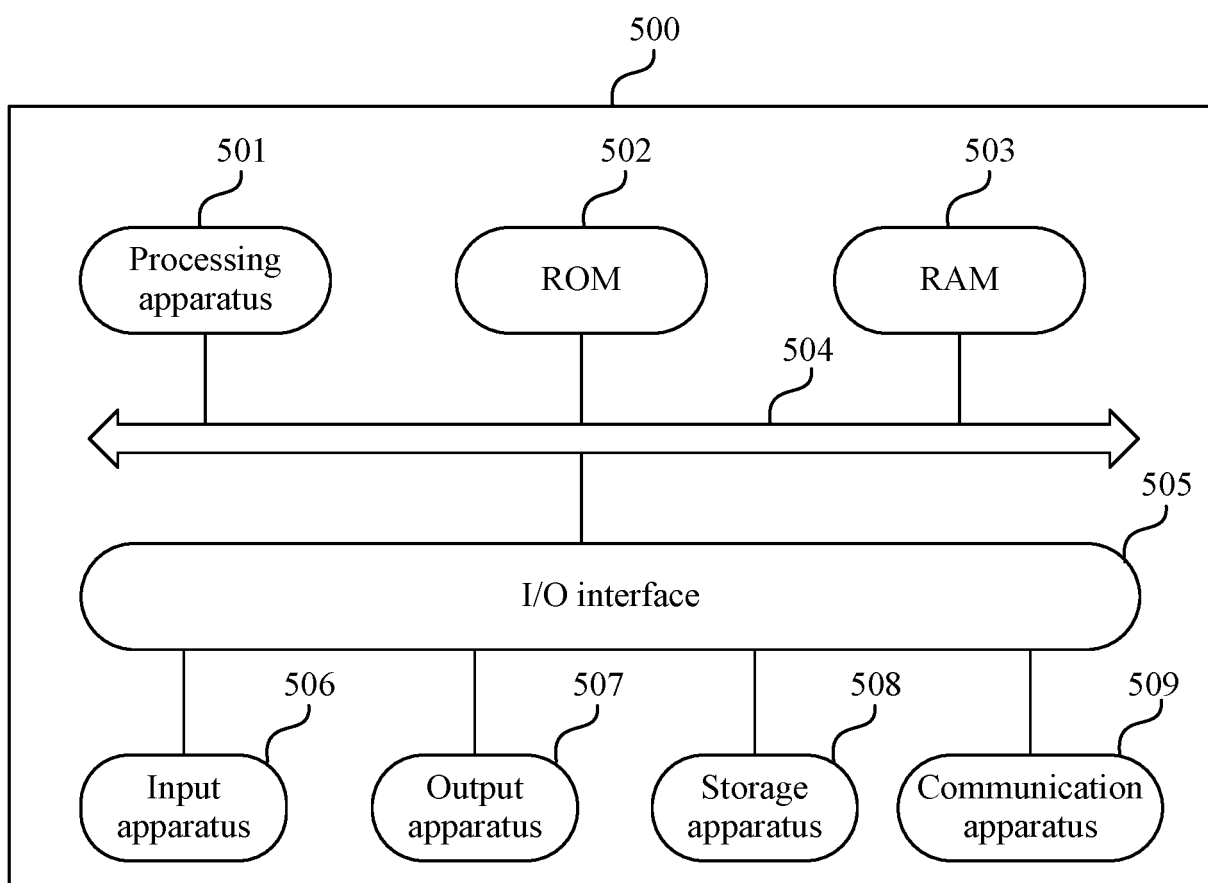 500
501
502
503
Processing
apparatus
ROM
RAM
504
505
I/O interface
506
507
508
509
Input
apparatus
Output
apparatus
Storage
apparatus
Communication
apparatus